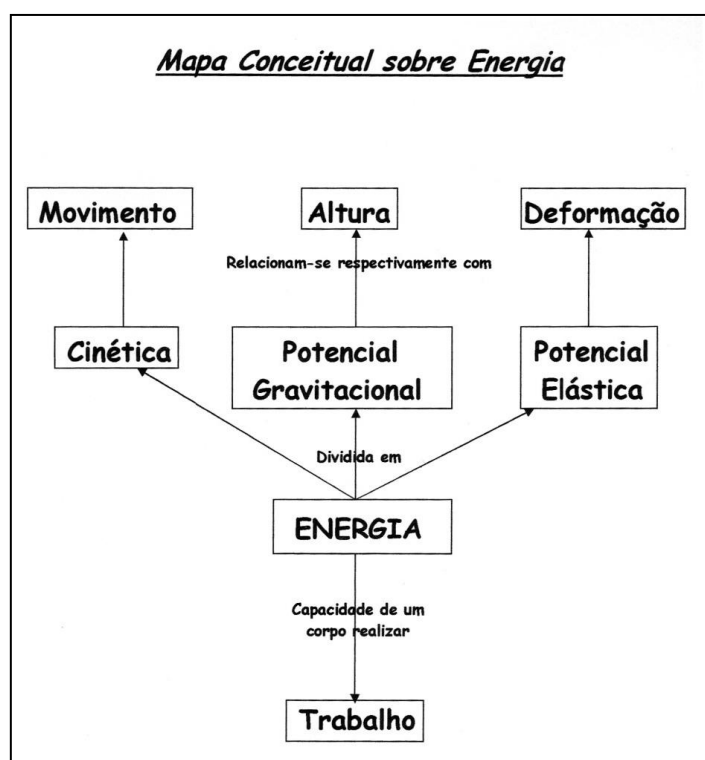 Mapa Conceitual sobre Energia
Movimento
Altura
Deformação
Relacionam-se respectivamente com
Cinética
Potencial
Gravitacional
Potencial
Elástica
Dividida em
ENERGIA
Capacidade de um
corpo realizar
Trabalho